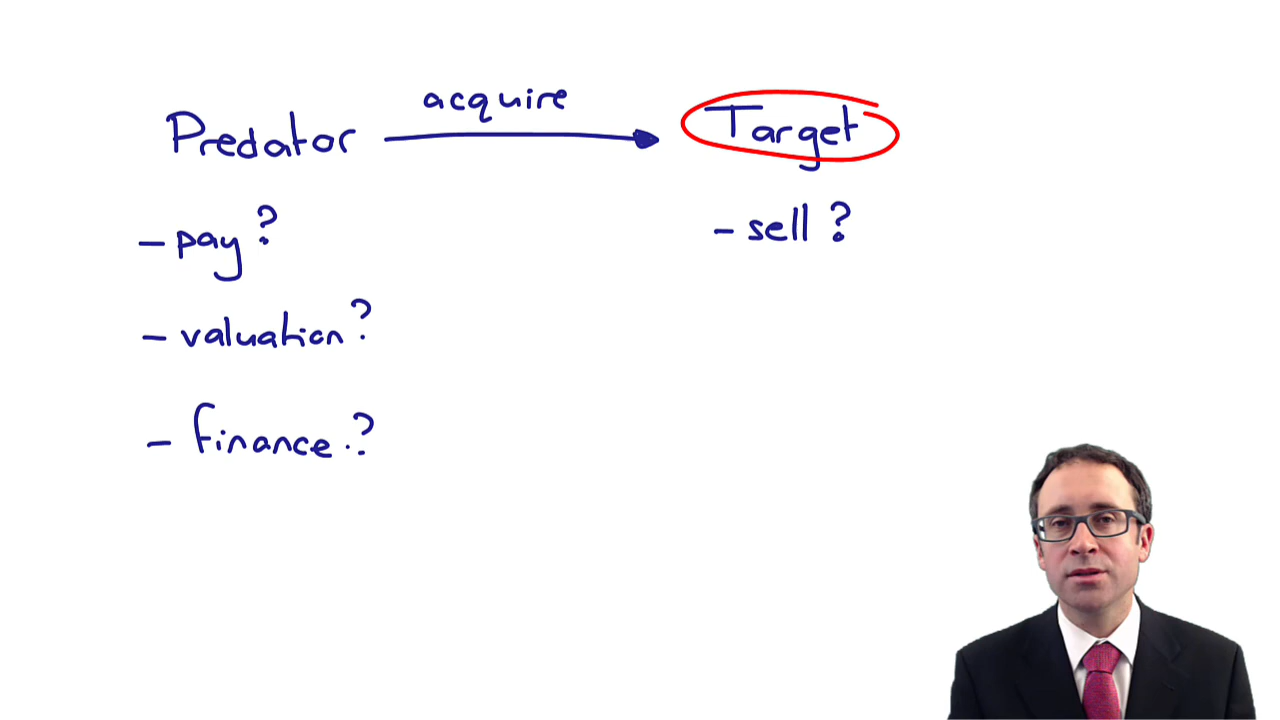 acquire
Predator Target
- pay?
- sell?
- valuation?
- finance.?